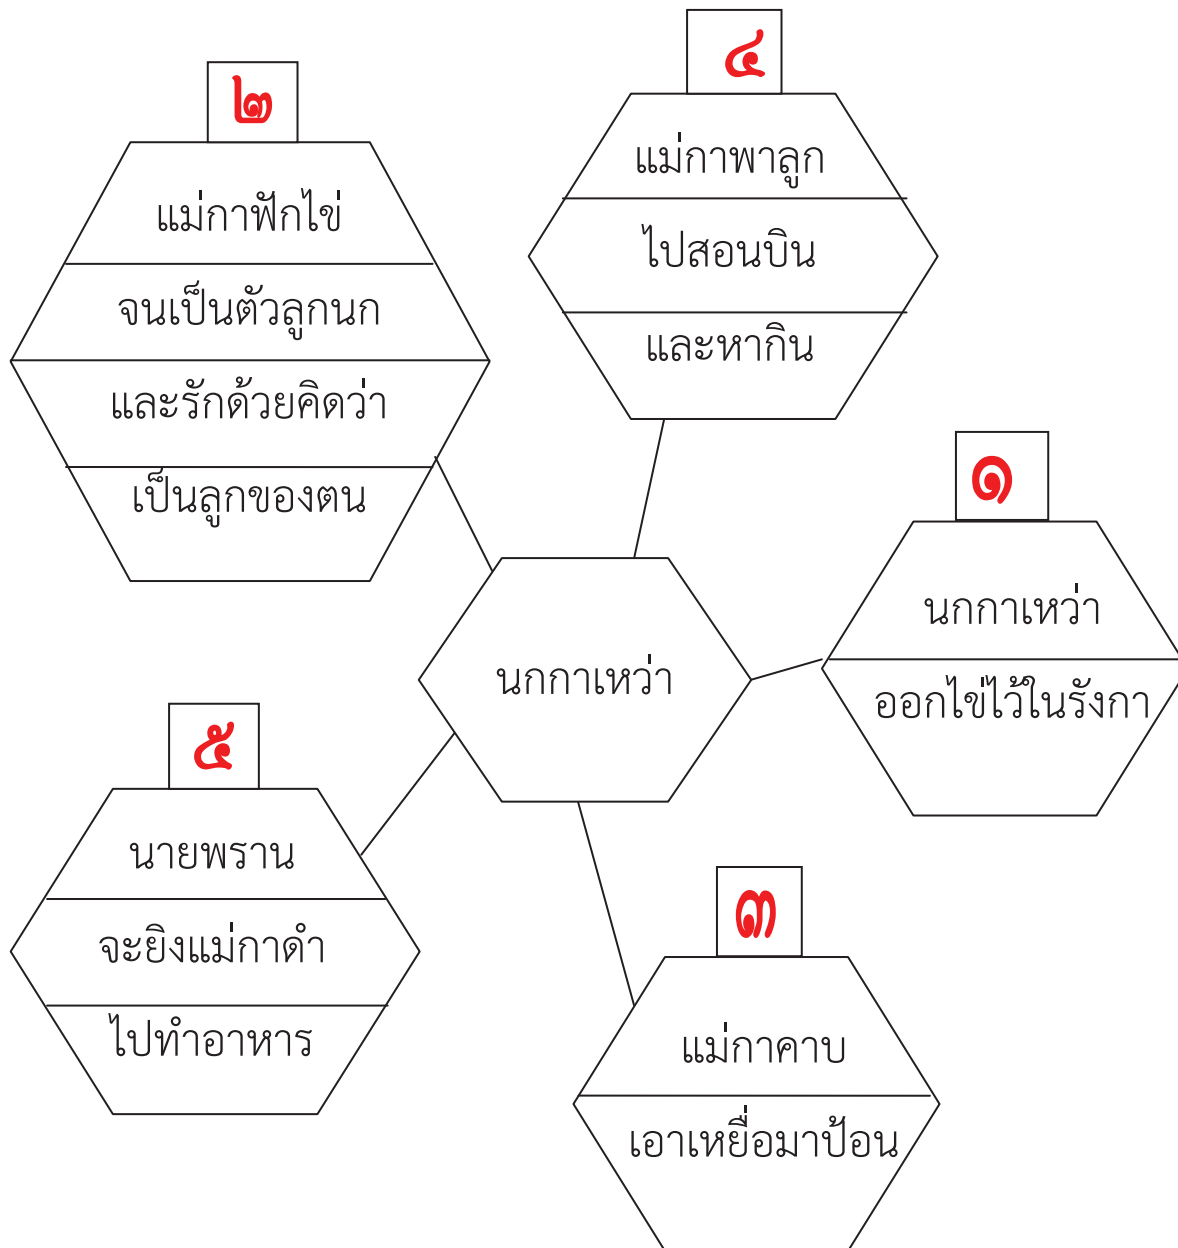 ๔
แม่กาพาลูก
ไปสอนบิน
และหากิน
๒
แม่กาฟักไข่
จนเป็นตัวลูกนก
และรักด้วยคิดว่า
เป็นลูกของตน
๑
นกกาเหว่า
ออกไข่ไว้ในรังกา
นกกาเหว่า
๕
นายพราน
จะยิงแม่กาดำ
ไปทำอาหาร
๓
แม่กาคาบ
เอาเหยื่อมาป้อน